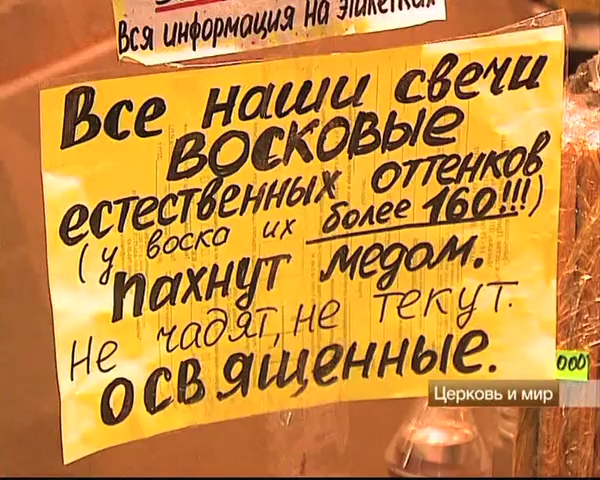 Вся информация на этикетках
Все наши свечи
ВОСКОВЫЕ
естественных оттенков
(у воска их более 160!!!)
пахнут медом.
Не чадят, не текут.
освященные.
000
Церковь и мир